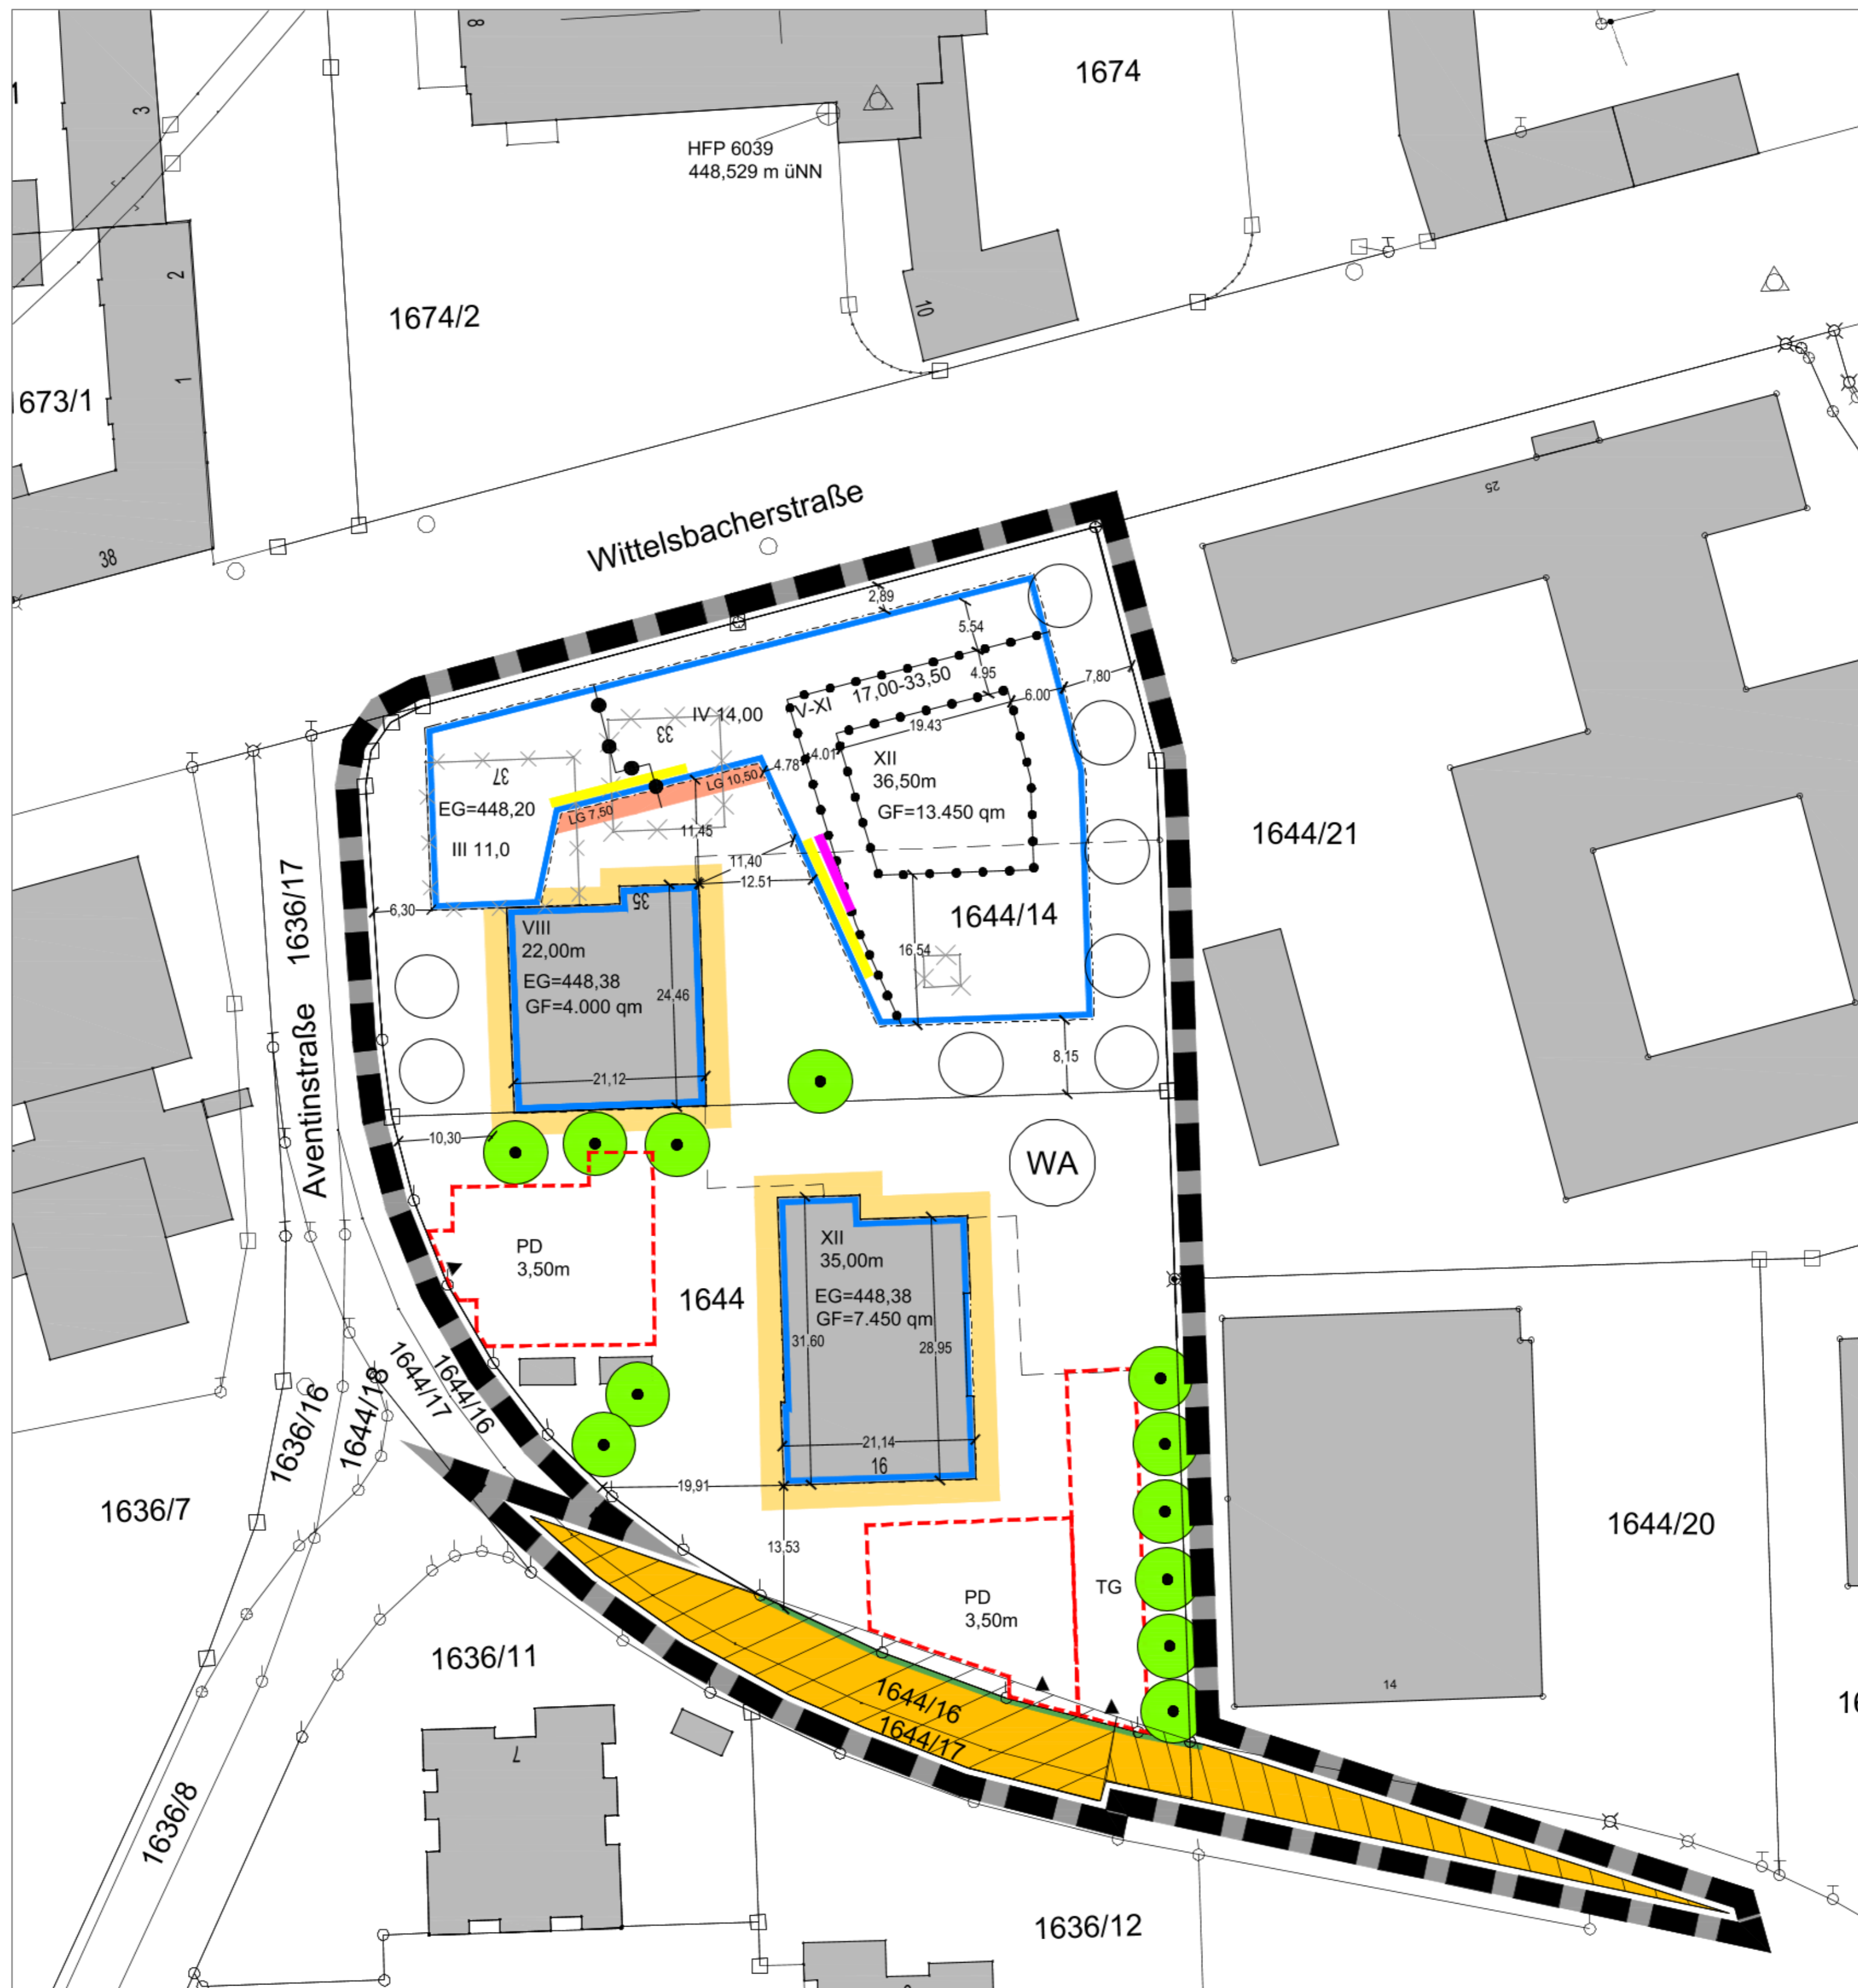 8
1674
3
HFP 6039
448,529 m üNN
2
10
1674/2
1
1673/1
25
Wittelsbacherstraße
38
2,89
5.54
7,80
4.95
17,00-33,50
6.00
V-XI
IV 14,00
33
19.43
4.01
XII
36,50m
4.78
37
LG 10,50
GF=13.450 qm
EG=448,20
LG 7,50
11,45
1644/21
III 11,0
11,40
12.51
1636/17
35
6,30
1644/14
VIII
22,00m
16,54
EG=448,38
GF=4.000 qm
24,46
Aventinstraße
8,15
21,12
10,30
WA
XII
35,00m
PD
3,50m
1644
EG=448,38
GF=7.450 qm
31.60
28,95
1644/17
1644/16
1636/16
1644/18
21,14
16
19,91
1636/7
1644/20
13,53
TG
PD
3,50m
1636/11
14
1644/16
1644/17
7
1636/8
1636/12